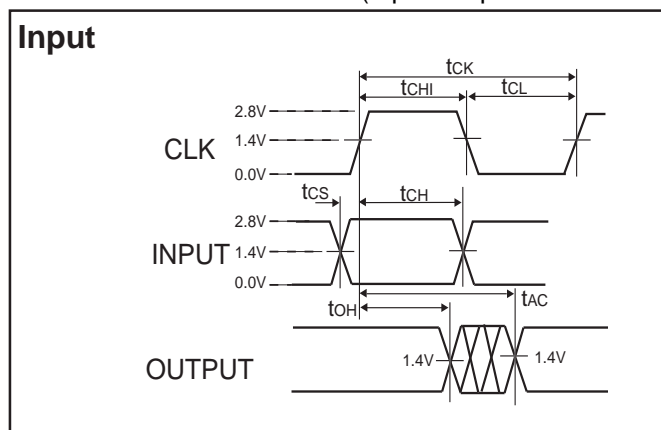 Input
tCK
tCHI tCL
2.8V
CLK 1.4V
0.0V
tCS tCH
2.8V
INPUT 1.4V
0.0V
tOH tAC
OUTPUT 1.4V 1.4V